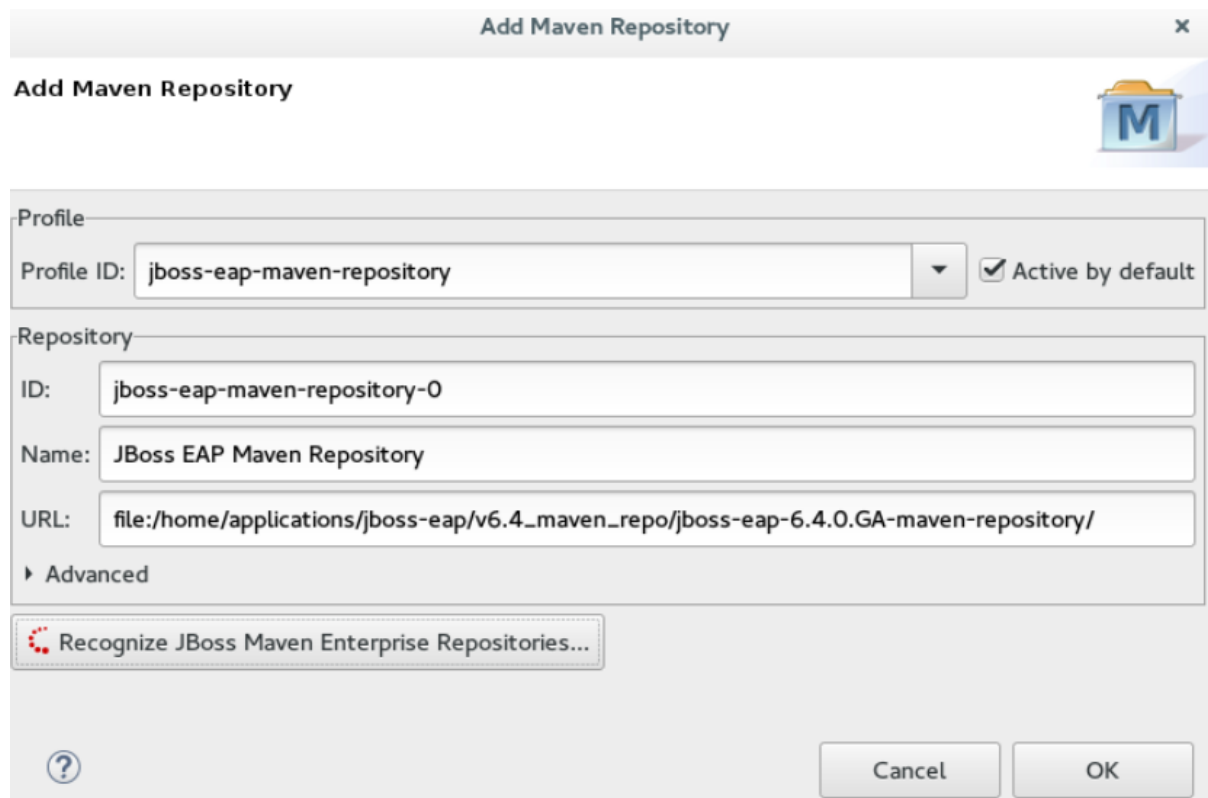 Add Maven Repository
Add Maven Repository
M
Profile
Profile ID: jboss-eap-maven-repository Active by default
Repository
ID: jboss-eap-maven-repository-0
Name: JBoss EAP Maven Repository
URL: file:/home/applications/jboss-eap/v6.4_maven_repo/jboss-eap-6.4.0.GA-maven-repository/
Advanced
Recognize JBoss Maven Enterprise Repositories...
? Cancel OK